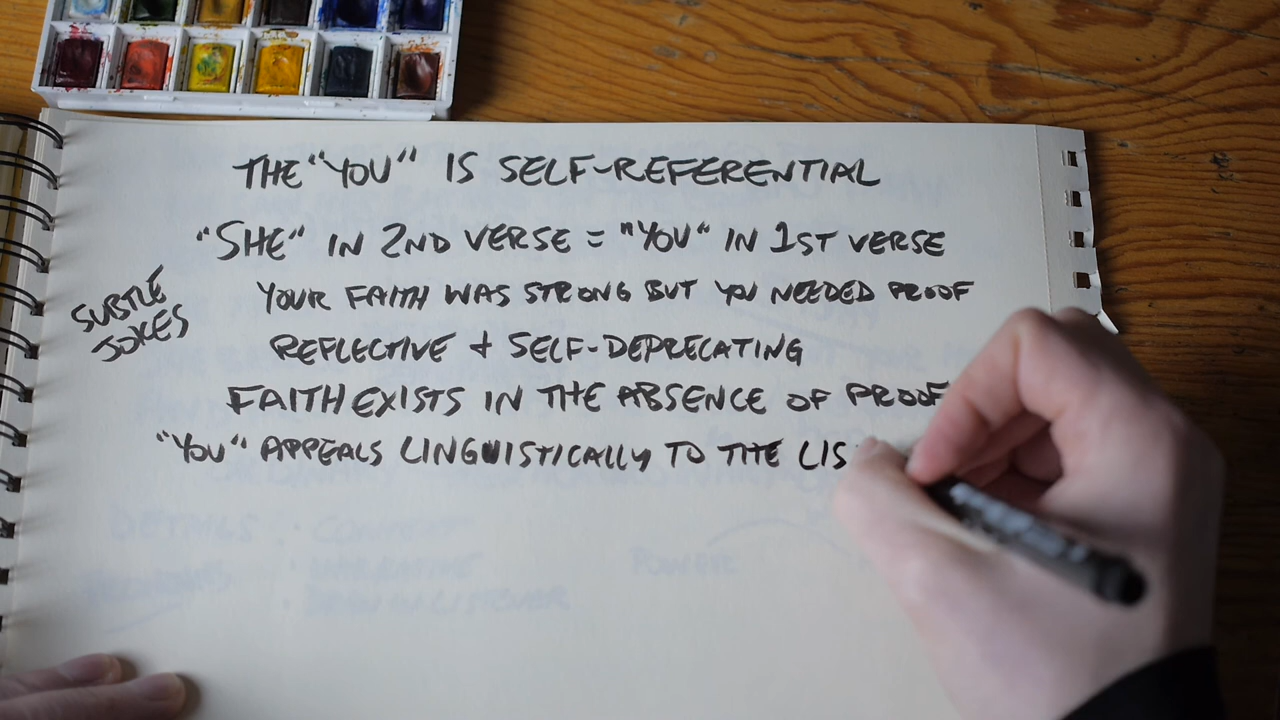 THE "YOU" IS SELF-REFERENTIAL
"SHE" IN 2ND VERSE = "YOU" IN 1ST VERSE
SUBTLE
JOKES
YOUR FAITH WAS STRONG BUT YOU NEEDED PROOF
REFLECTIVE + SELF-DEPRECATING
FAITH EXISTS IN THE ABSENCE OF PROOF
"YOU" APPEALS LINGUISTICALLY TO THE LIS
DETAILS
POWER